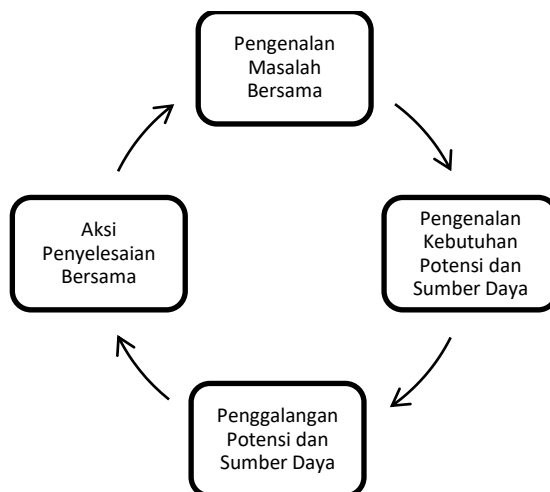 Pengenalan
Masalah
Bersama
Pengenalan
Kebutuhan
Potensi dan
Sumber Daya
Penggalangan
Potensi dan
Sumber Daya
Aksi
Penyelesaian
Bersama